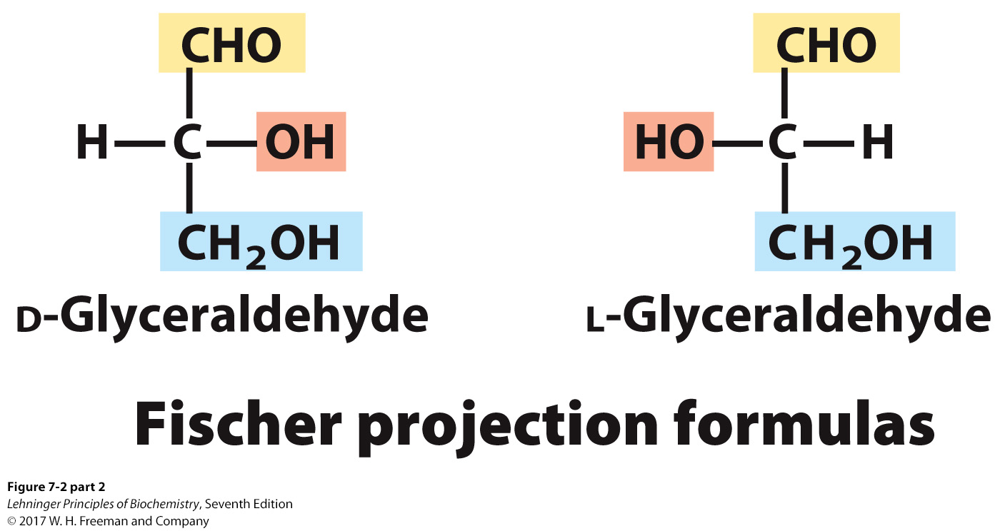 CHO CHO
H—C—OH HO—C—H
CH₂OH CH₂OH
D-Glyceraldehyde L-Glyceraldehyde
Fischer projection formulas
Figure 7-2 part 2
Lehninger Principles of Biochemistry, Seventh Edition
© 2017 W. H. Freeman and Company